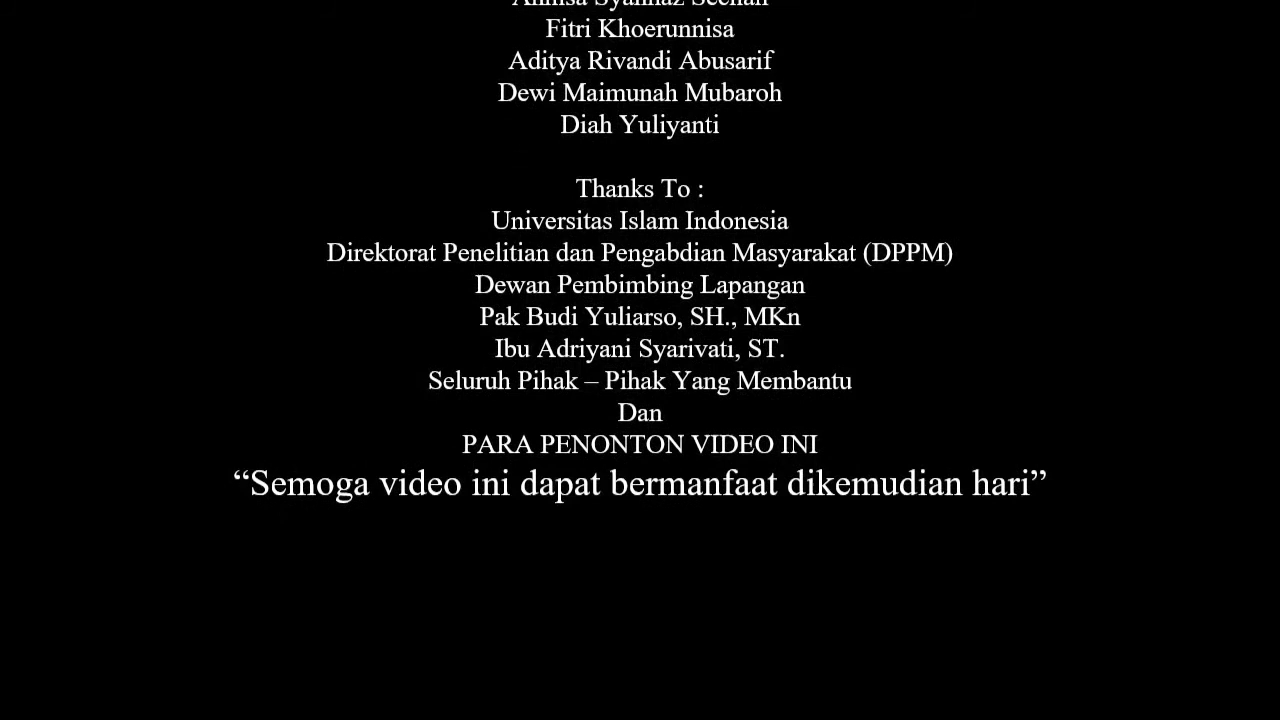 Fitri Khoerunnisa
Aditya Rivandi Abusarif
Dewi Maimunah Mubaroh
Diah Yuliyanti
Thanks To :
Universitas Islam Indonesia
Direktorat Penelitian dan Pengabdian Masyarakat (DPPM)
Dewan Pembimbing Lapangan
Pak Budi Yuliarso, SH., MKn
Ibu Adriyani Syarivati, ST.
Seluruh Pihak – Pihak Yang Membantu
Dan
PARA PENONTON VIDEO INI
“Semoga video ini dapat bermanfaat dikemudian hari”